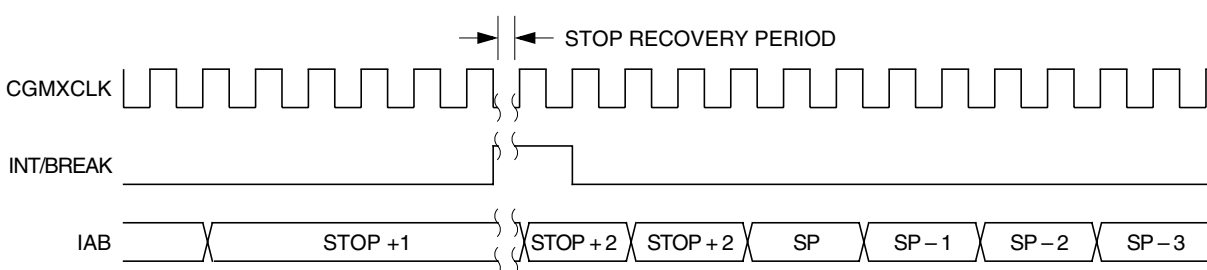 STOP RECOVERY PERIOD
CGMXCLK
INT/BREAK
IAB STOP +1 STOP + 2 STOP + 2 SP SP – 1 SP – 2 SP – 3